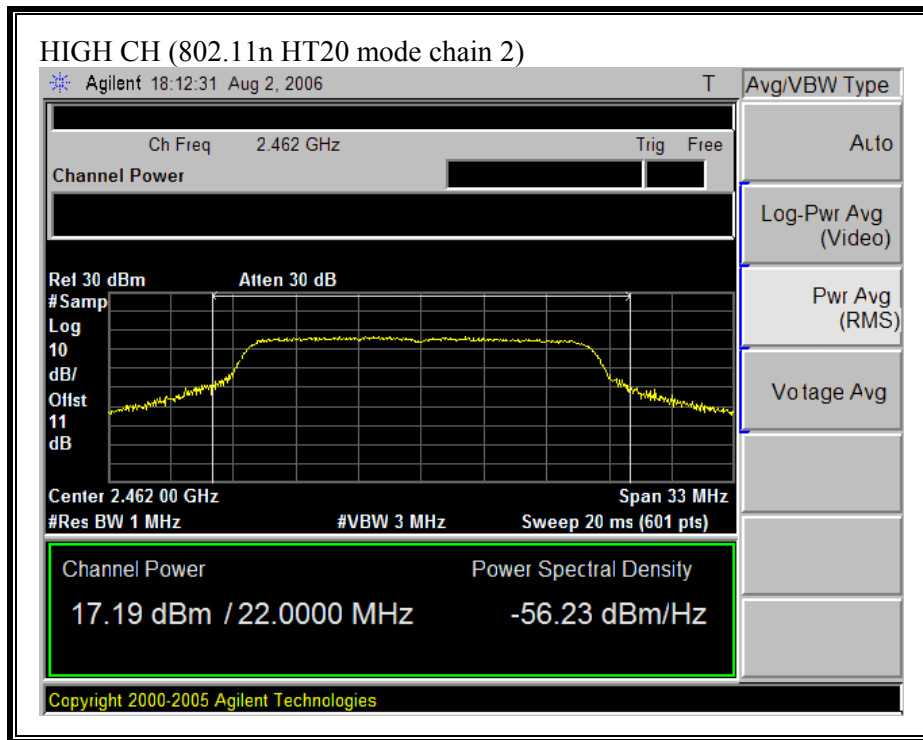 HIGH CH (802.11n HT20 mode chain 2)
Agilent 18:12:31 Aug 2, 2006 T
Avg/VBW Type
Ch Freq 2.462 GHz Trig Free
Channel Power
Auto
Log-Pwr Avg
(Video)
Pwr Avg
(RMS)
Voltage Avg
Ref 30 dBm Atten 30 dB
#Samp
Log
10
dB/
Offst
11
dB
Center 2.462 00 GHz Span 33 MHz
#Res BW 1 MHz #VBW 3 MHz Sweep 20 ms (601 pts)
Channel Power Power Spectral Density
17.19 dBm / 22.0000 MHz -56.23 dBm/Hz
Copyright 2000-2005 Agilent Technologies